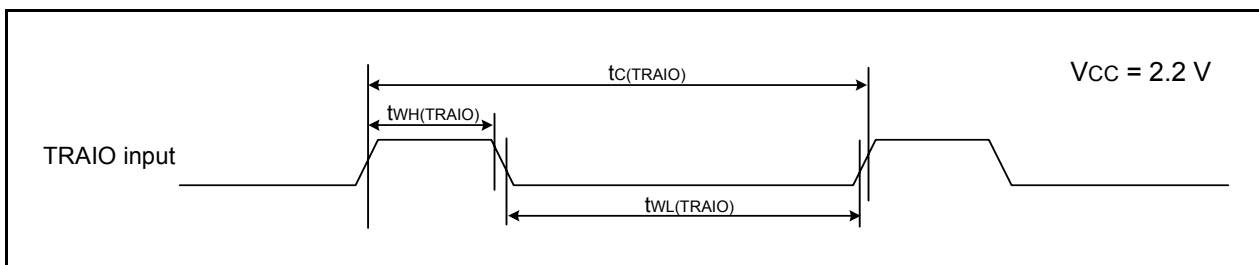 tC(TRAIO)
VCC = 2.2 V
tWH(TRAIO)
TRAIO input
tWL(TRAIO)